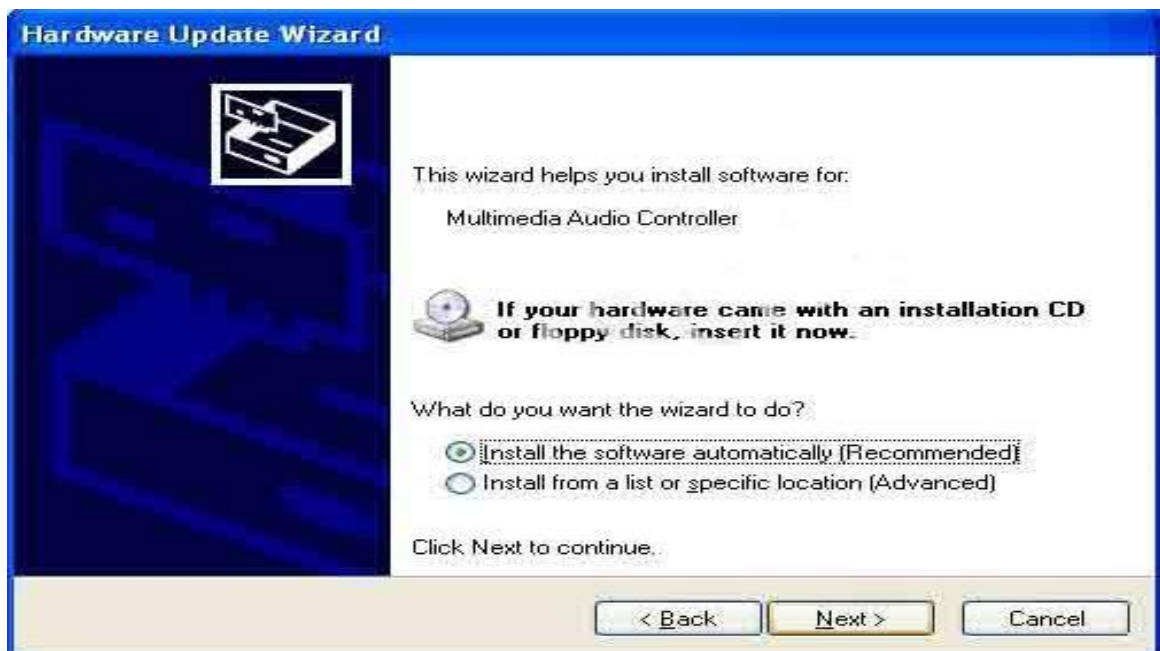 Hardware Update Wizard
This wizard helps you install software for:
Multimedia Audio Controller
If your hardware came with an installation CD
or floppy disk, insert it now.
What do you want the wizard to do?
Install the software automatically (Recommended)
Install from a list or specific location (Advanced)
Click Next to continue.
< Back
Next >
Cancel